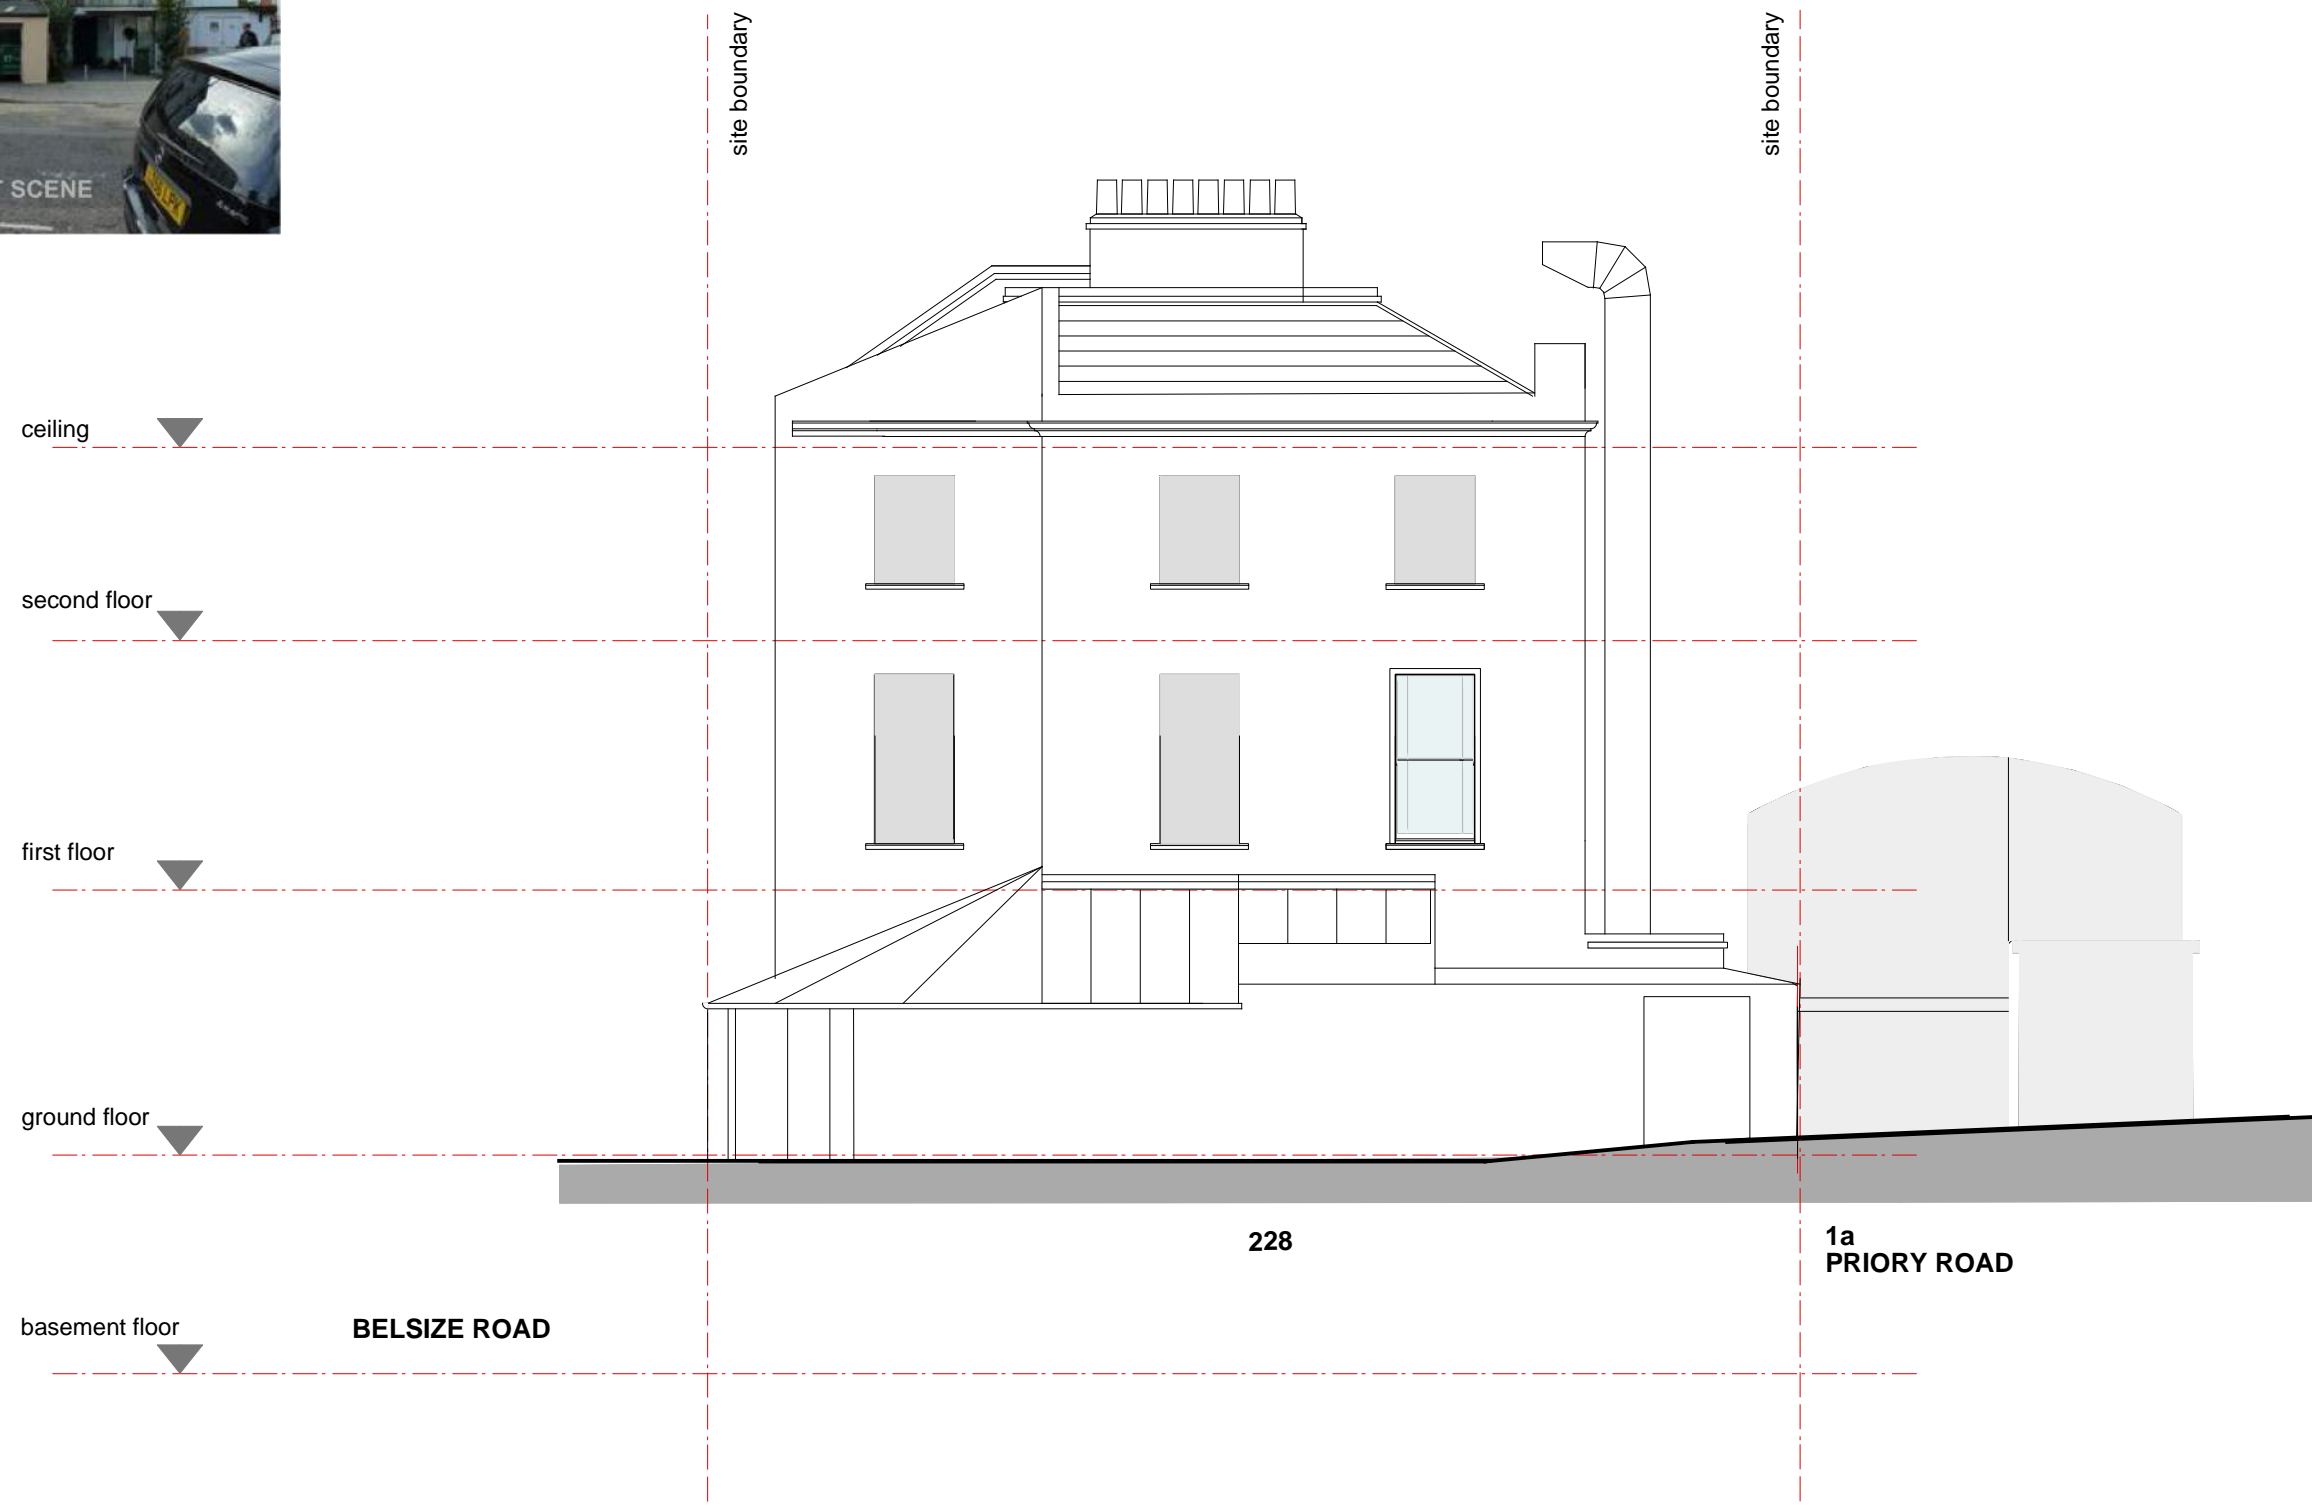 T SCENE
site boundary
site boundary
ceiling
second floor
first floor
ground floor
228
1a
PRIORY ROAD
basement floor
BELSIZE ROAD